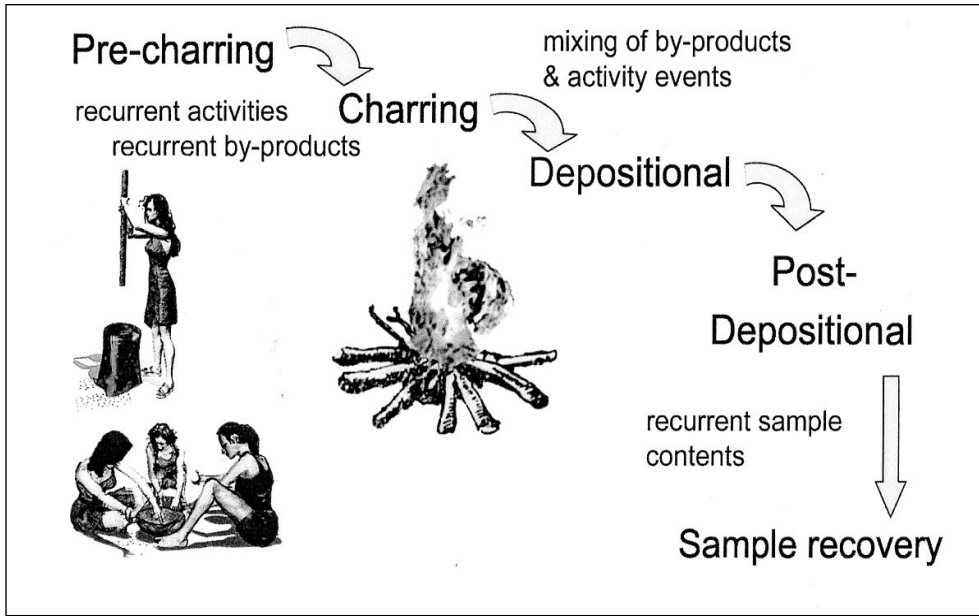 Pre-charring
mixing of by-products
& activity events
recurrent activities
recurrent by-products
Charring
Depositional
Post-
Depositional
recurrent sample
contents
Sample recovery